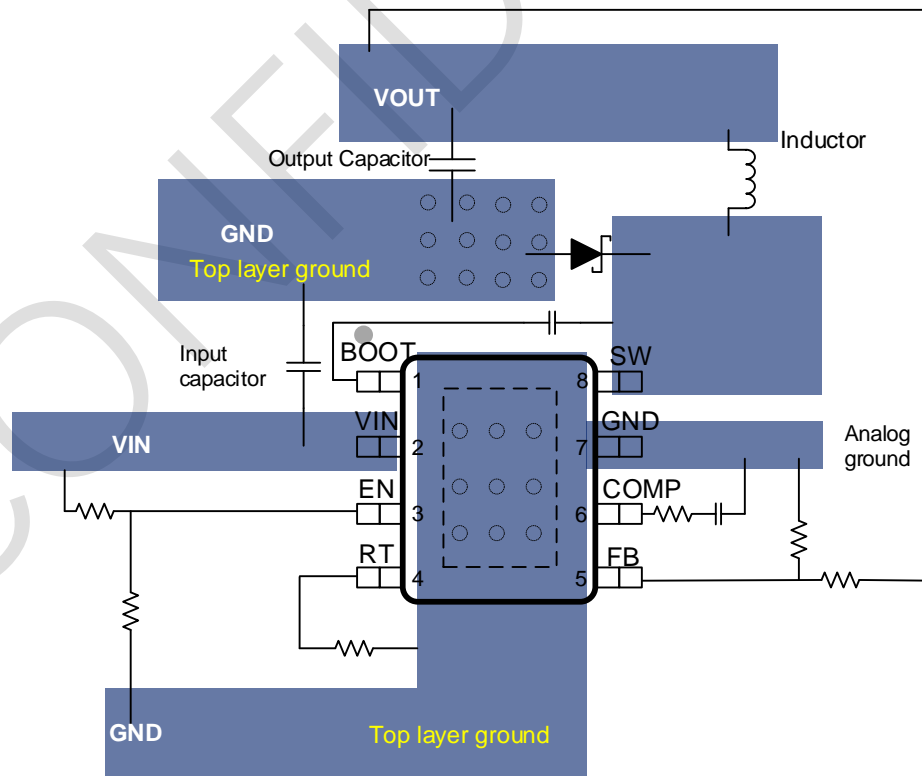 CONFID
VOUT
Output Capacitor
Inductor
GND
Top layer ground
Input
capacitor
BOOT
1
8
SW
VIN
VIN
2
7
GND
Analog
ground
EN
3
6
COMP
RT
4
5
FB
GND
Top layer ground